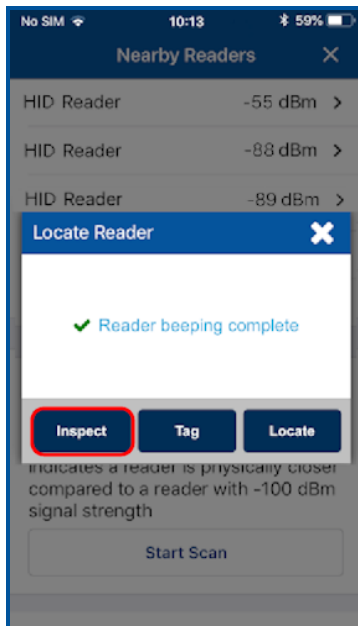 No SIM 10:13 59%
Nearby Readers
HID Reader -55 dBm >
HID Reader -88 dBm >
HID Reader -89 dBm >
Locate Reader
Reader beeping complete
Inspect Tag Locate
indicates a reader is physically closer
compared to a reader with -100 dBm
signal strength
Start Scan